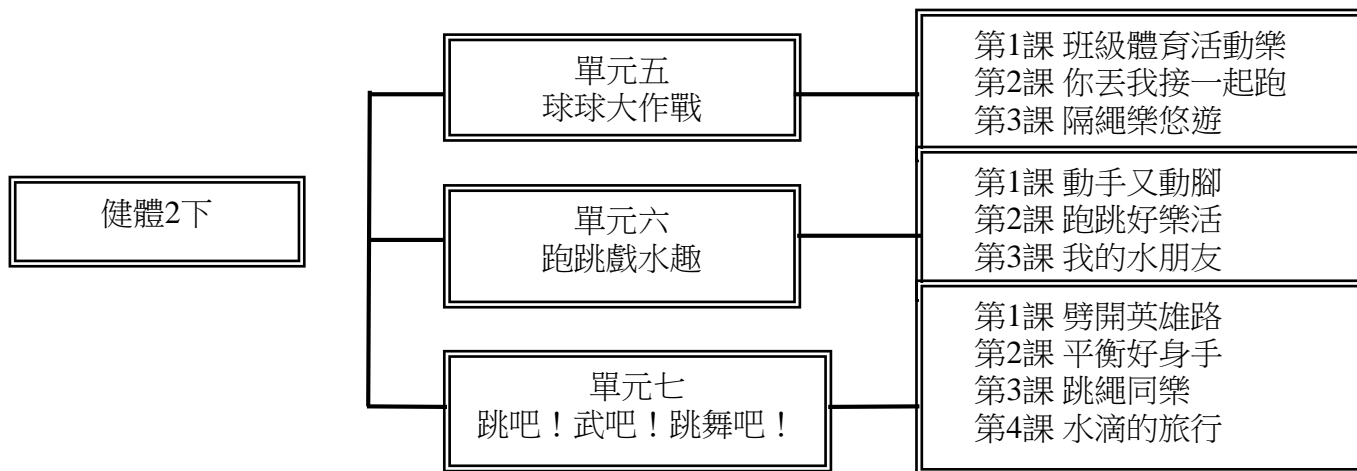 健體2下
單元五
球球大作戰
第1課 班級體育活動樂
第2課 你丟我接一起跑
第3課 隔繩樂悠遊
單元六
跑跳戲水趣
第1課 動手又動腳
第2課 跑跳好樂活
第3課 我的水朋友
單元七
跳吧！武吧！跳舞吧！
第1課 劈開英雄路
第2課 平衡好身手
第3課 跳繩同樂
第4課 水滴的旅行